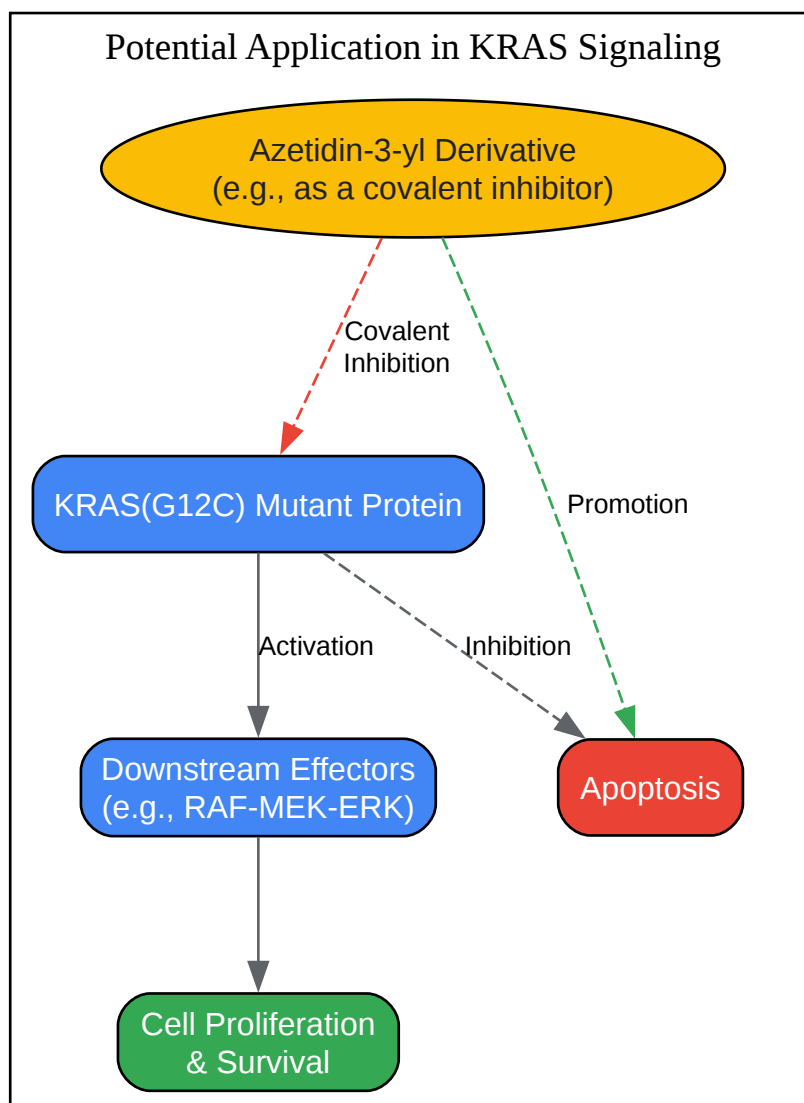 Potential Application in KRAS Signaling
Azetidin-3-yl Derivative
(e.g., as a covalent inhibitor)
Covalent
Inhibition
KRAS(G12C) Mutant Protein
Promotion
Activation
Inhibition
Downstream Effectors
(e.g., RAF-MEK-ERK)
Apoptosis
Cell Proliferation
& Survival